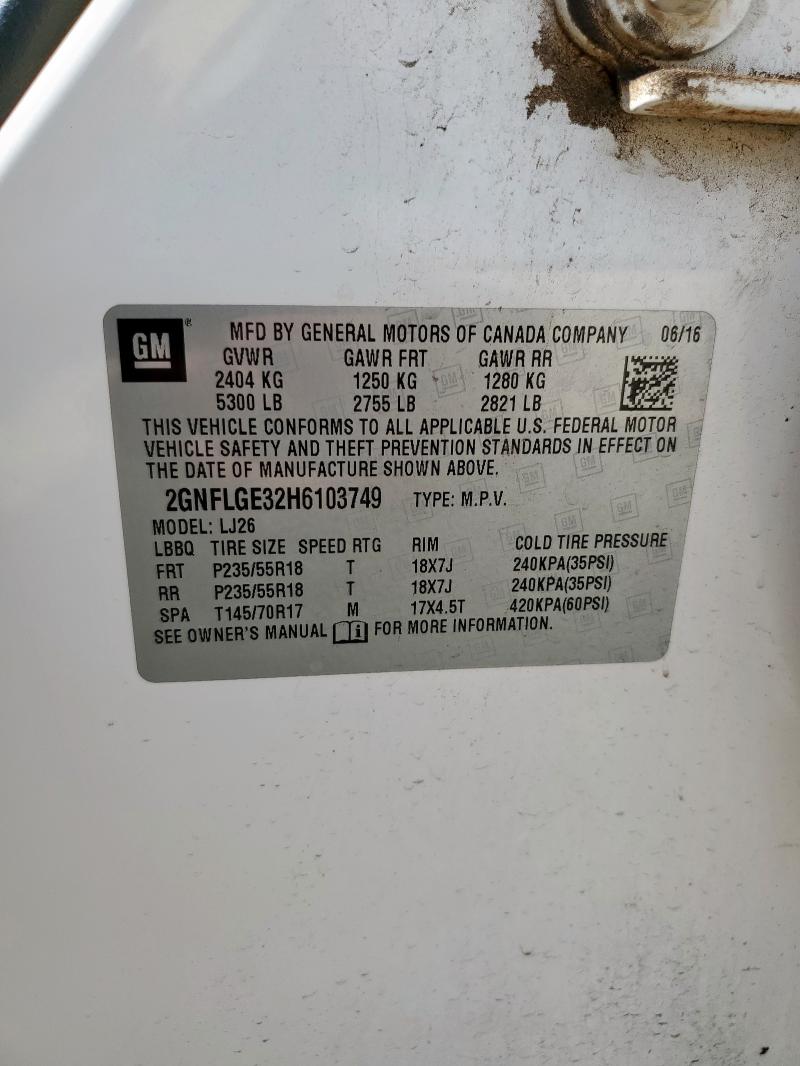 GM® MFD BY GENERAL MOTORS OF CANADA COMPANY 06/16
GVWR GAWR FRT GAWR RR
2404 KG 1250 KG 1280 KG
5300 LB 2755 LB 2821 LB
THIS VEHICLE CONFORMS TO ALL APPLICABLE U.S. FEDERAL MOTOR
VEHICLE SAFETY AND THEFT PREVENTION STANDARDS IN EFFECT ON
THE DATE OF MANUFACTURE SHOWN ABOVE.
2GNFLGE32H6103749 TYPE: M.P.V.
MODEL: LJ26
LBBQ TIRE SIZE SPEED RTG RIM COLD TIRE PRESSURE
FRT P235/55R18 T 18X7J 240KPA(35PSI)
RR P235/55R18 T 18X7J 240KPA(35PSI)
SPA T145/70R17 M 17X4.5T 420KPA(60PSI)
SEE OWNER'S MANUAL i FOR MORE INFORMATION.